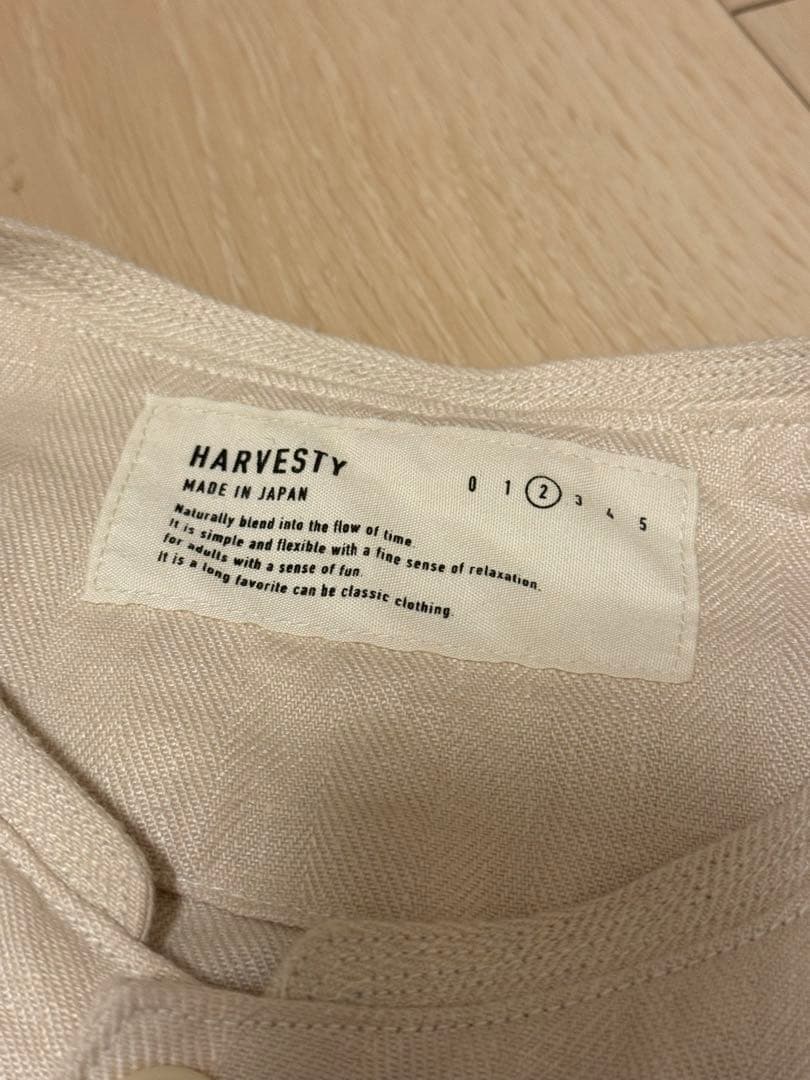 HARVESTY
MADE IN JAPAN
0 1 2 3 4 5
Naturally blend into the flow of time
It is simple and flexible with a fine sense of relaxation.
for adults with a sense of fun.
It is a long favorite can be classic clothing.